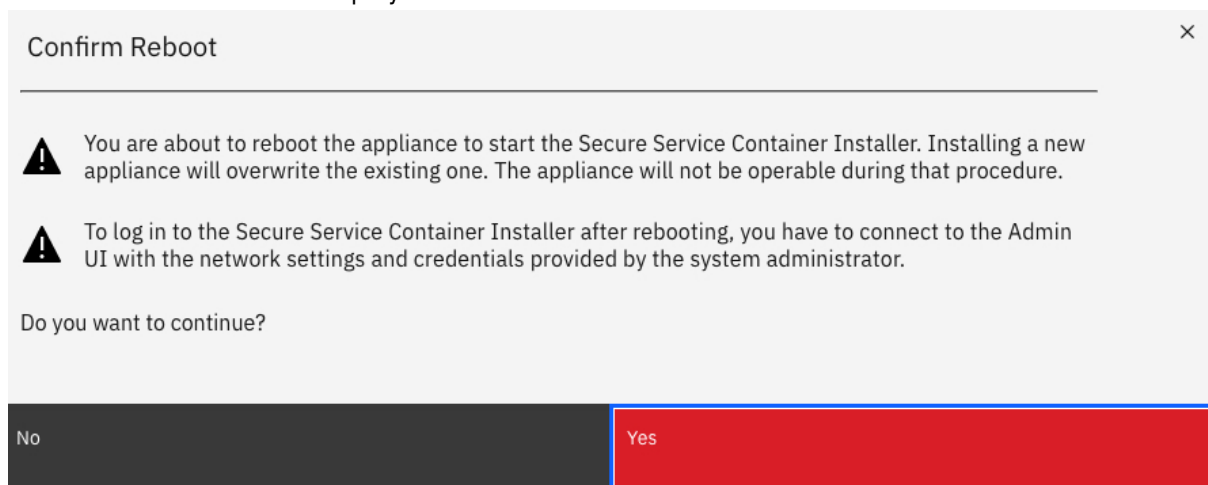 Confirm Reboot
You are about to reboot the appliance to start the Secure Service Container Installer. Installing a new
appliance will overwrite the existing one. The appliance will not be operable during that procedure.
To log in to the Secure Service Container Installer after rebooting, you have to connect to the Admin
UI with the network settings and credentials provided by the system administrator.
Do you want to continue?
No
Yes